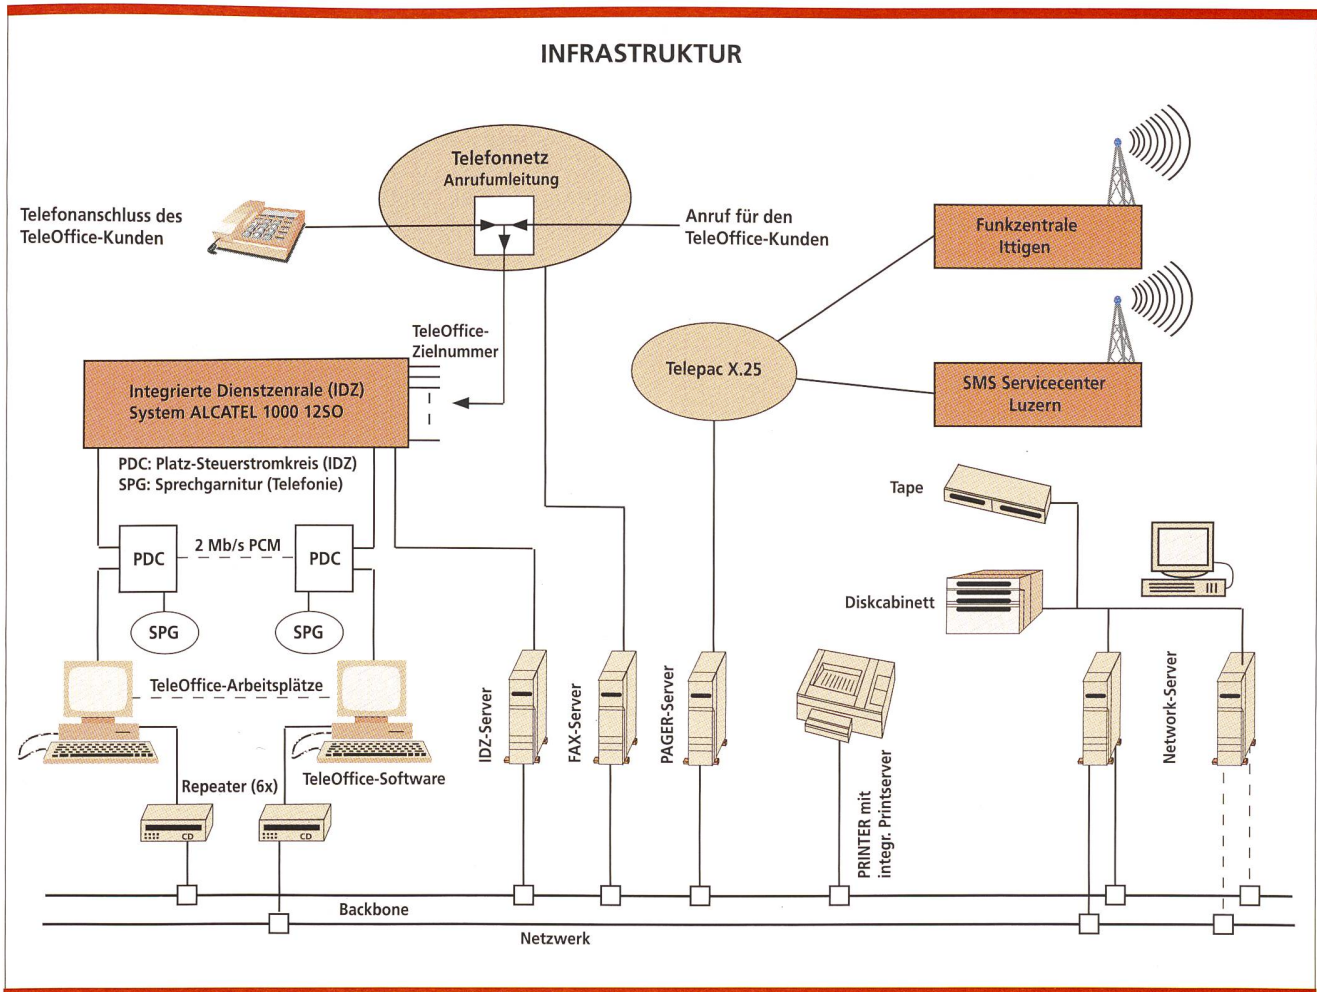 INFRASTRUKTUR
Telefonnetz
Anrufumleitung
Telefonanschluss des
TeleOffice-Kunden
Anruf für den
TeleOffice-Kunden
Funkzentrale
Ittigen
TeleOffice-
Zielnummer
Telepac X.25
SMS Servicecenter
Luzern
Integrierte Dienstzenrale (IDZ)
System ALCATEL 1000 12SO
PDC: Platz-Steuerstromkreis (IDZ)
SPG: Sprechgarnitur (Telefonie)
Tape
PDC
2 Mb/s PCM
PDC
Diskcabinett
SPG
SPG
TeleOffice-Arbeitsplätze
IDZ-Server
FAX-Server
PAGER-Server
Network-Server
TeleOffice-Software
Repeater (6x)
CD
CD
PRINTER mit
integr. Printserver
Backbone
Netzwerk